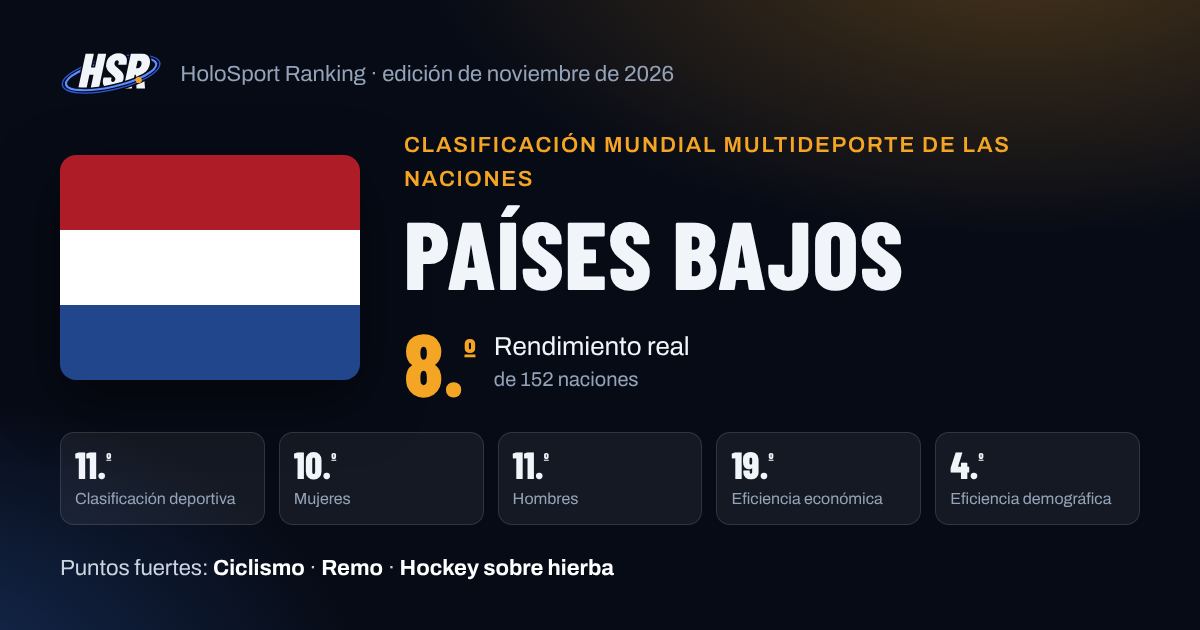 HSR
HoloSport Ranking · edición de noviembre de 2026
CLASIFICACIÓN MUNDIAL MULTIDEPORTE DE LAS
NACIONES
PAÍSES BAJOS
8.º
Rendimiento real
de 152 naciones
11.º
Clasificación deportiva
10.º
Mujeres
11.º
Hombres
19.º
Eficiencia económica
4.º
Eficiencia demográfica
Puntos fuertes: Ciclismo · Remo · Hockey sobre hierba